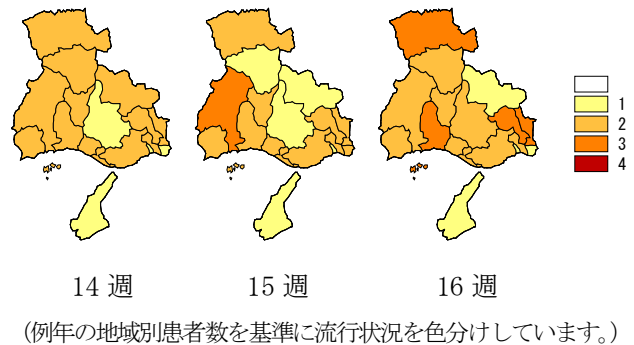 1
2
3
4
14 週
15 週
16 週
(例年の地域別患者数を基準に流行状況を色分けしています。)